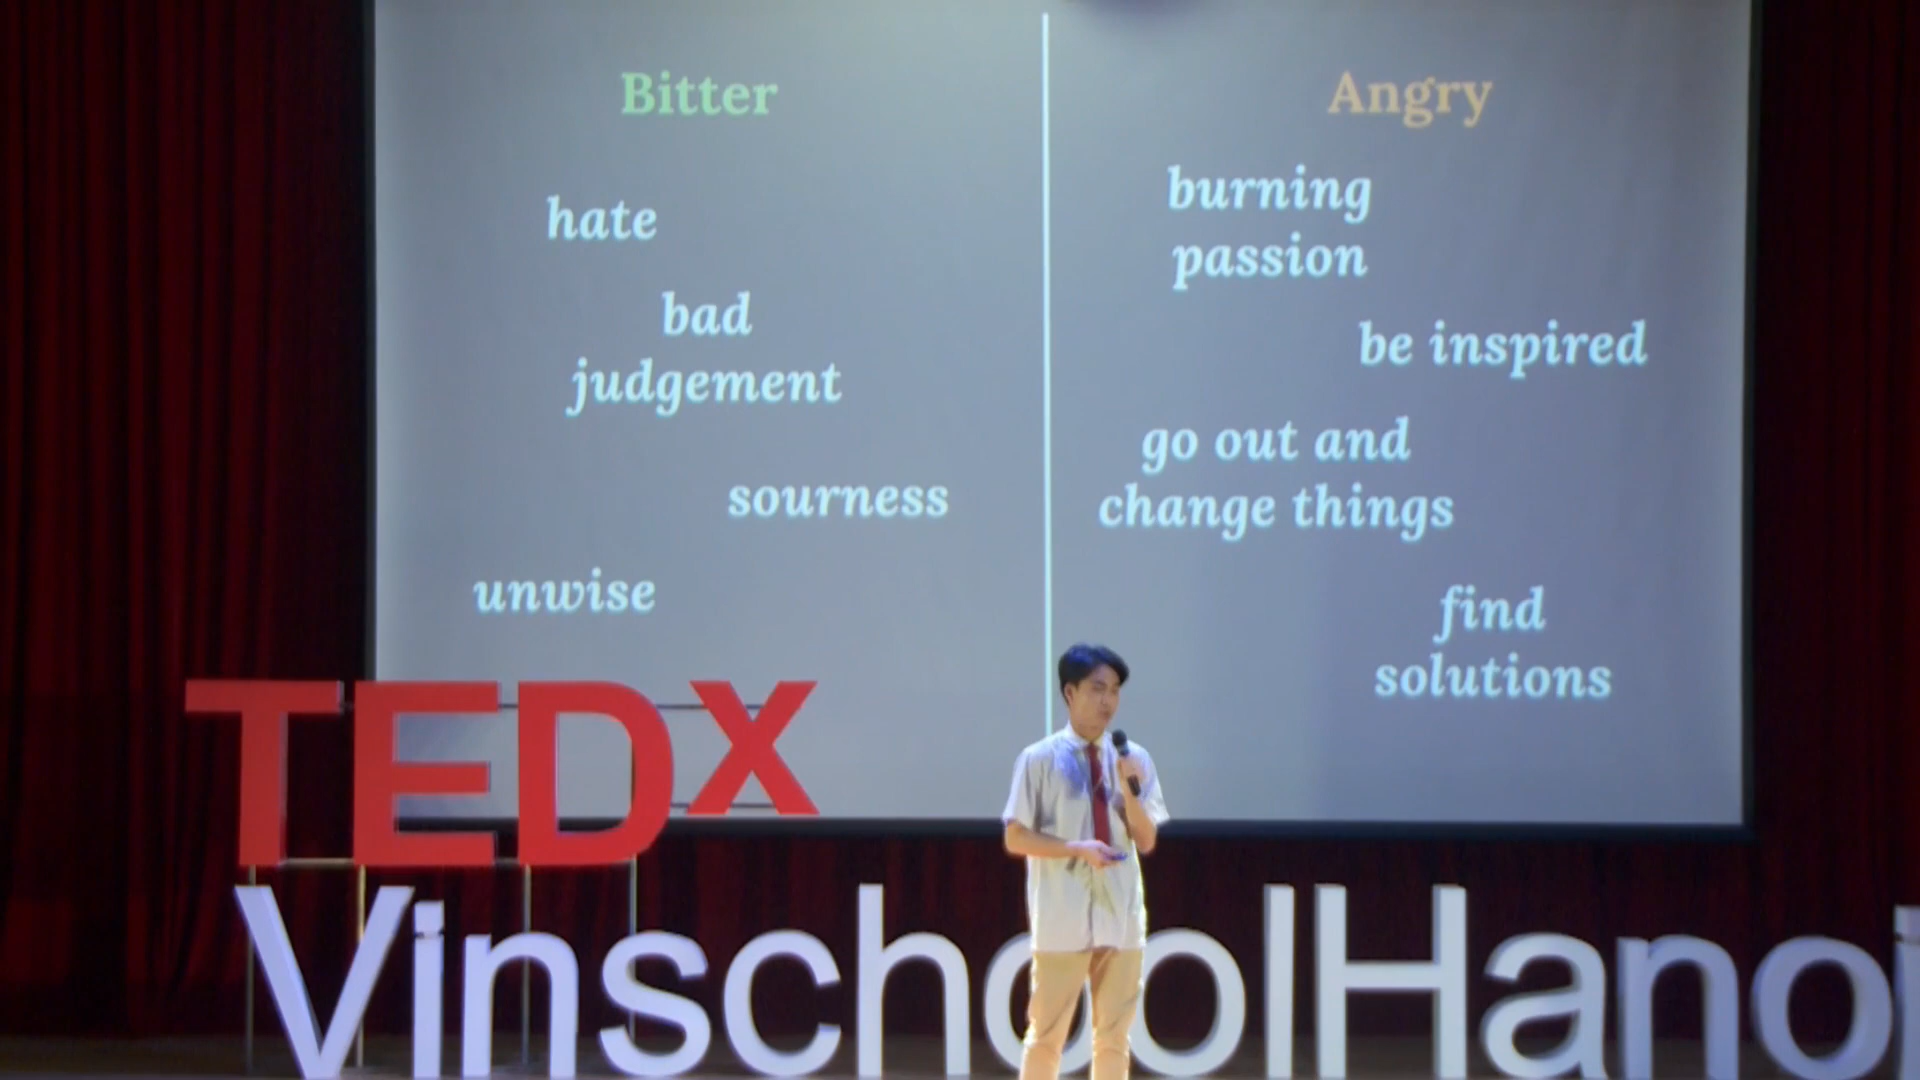 Bitter
hate
bad
judgement
sourness
unwise
Angry
burning
passion
be inspired
go out and
change things
find
solutions
TEDx
VinschoolHanoi